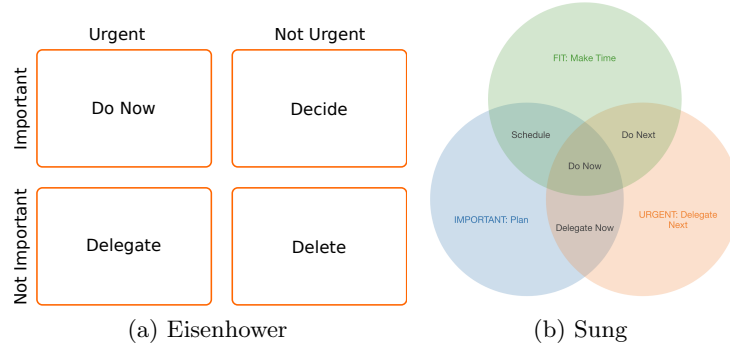 Urgent
Not Urgent
Important
Do Now
Decide
Not Important
Delegate
Delete
(a) Eisenhower
FIT: Make Time
Schedule
Do Next
Do Now
IMPORTANT: Plan
URGENT: Delegate
Next
Delegate Now
(b) Sung